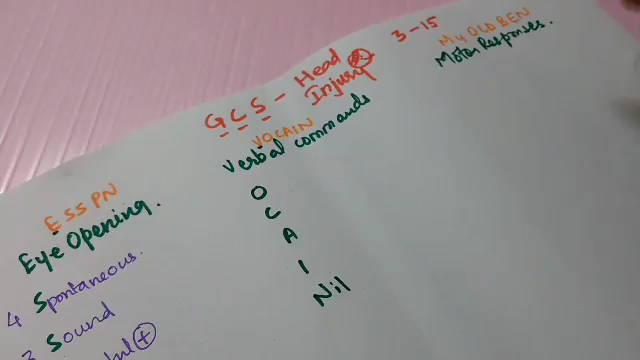 3-15
GCS - Head
Injury
MY OLD BEN
Motor Responses.
VOCAIN
Verbal commands
O
C
A
I
Nil
ESSPN
Eye Opening.
4 Spontaneous.
3 Sound